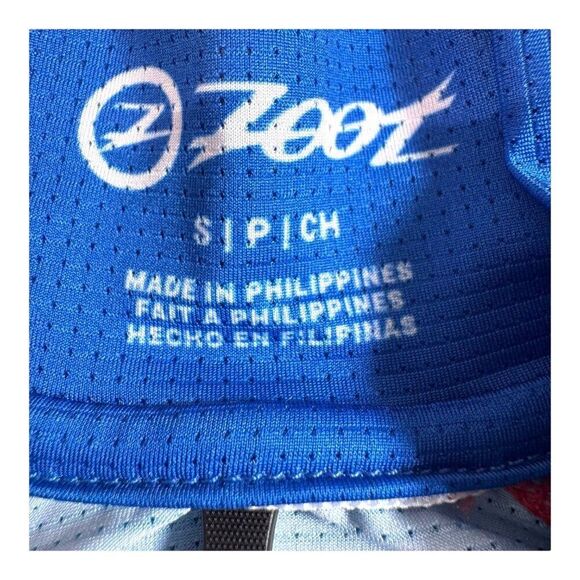 Z ZOOT
S | P | CH
MADE IN PHILIPPINES
FAIT A PHILIPPINES
HECHO EN FILIPINAS